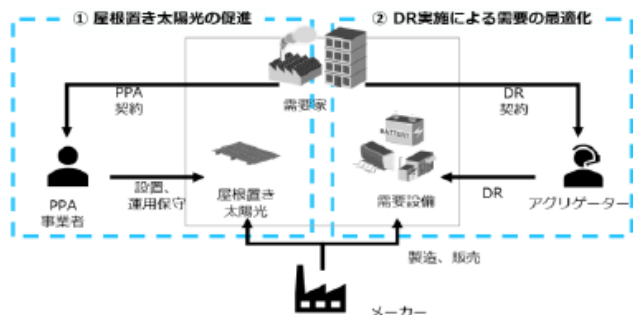 ① 屋根置き太陽光の促進
② DR実施による需要の最適化
PPA
契約
需要家
DR
契約
BATTERY
PPA
事業者
設置、
運用保守
屋根置き
太陽光
需要設備
DR
アグリゲーター
製造、販売
メーカー